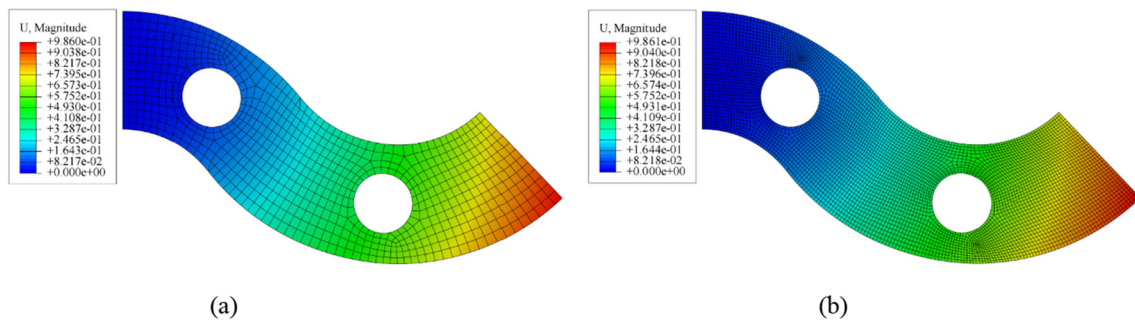 U, Magnitude
+9.860e-01
+9.038e-01
+8.217e-01
+7.395e-01
+6.573e-01
+5.752e-01
+4.930e-01
+4.108e-01
+3.287e-01
+2.465e-01
+1.643e-01
+8.217e-02
+0.000e+00
U, Magnitude
+9.861e-01
+9.040e-01
+8.218e-01
+7.396e-01
+6.574e-01
+5.752e-01
+4.931e-01
+4.109e-01
+3.287e-01
+2.465e-01
+1.644e-01
+8.218e-02
+0.000e+00
(a)
(b)